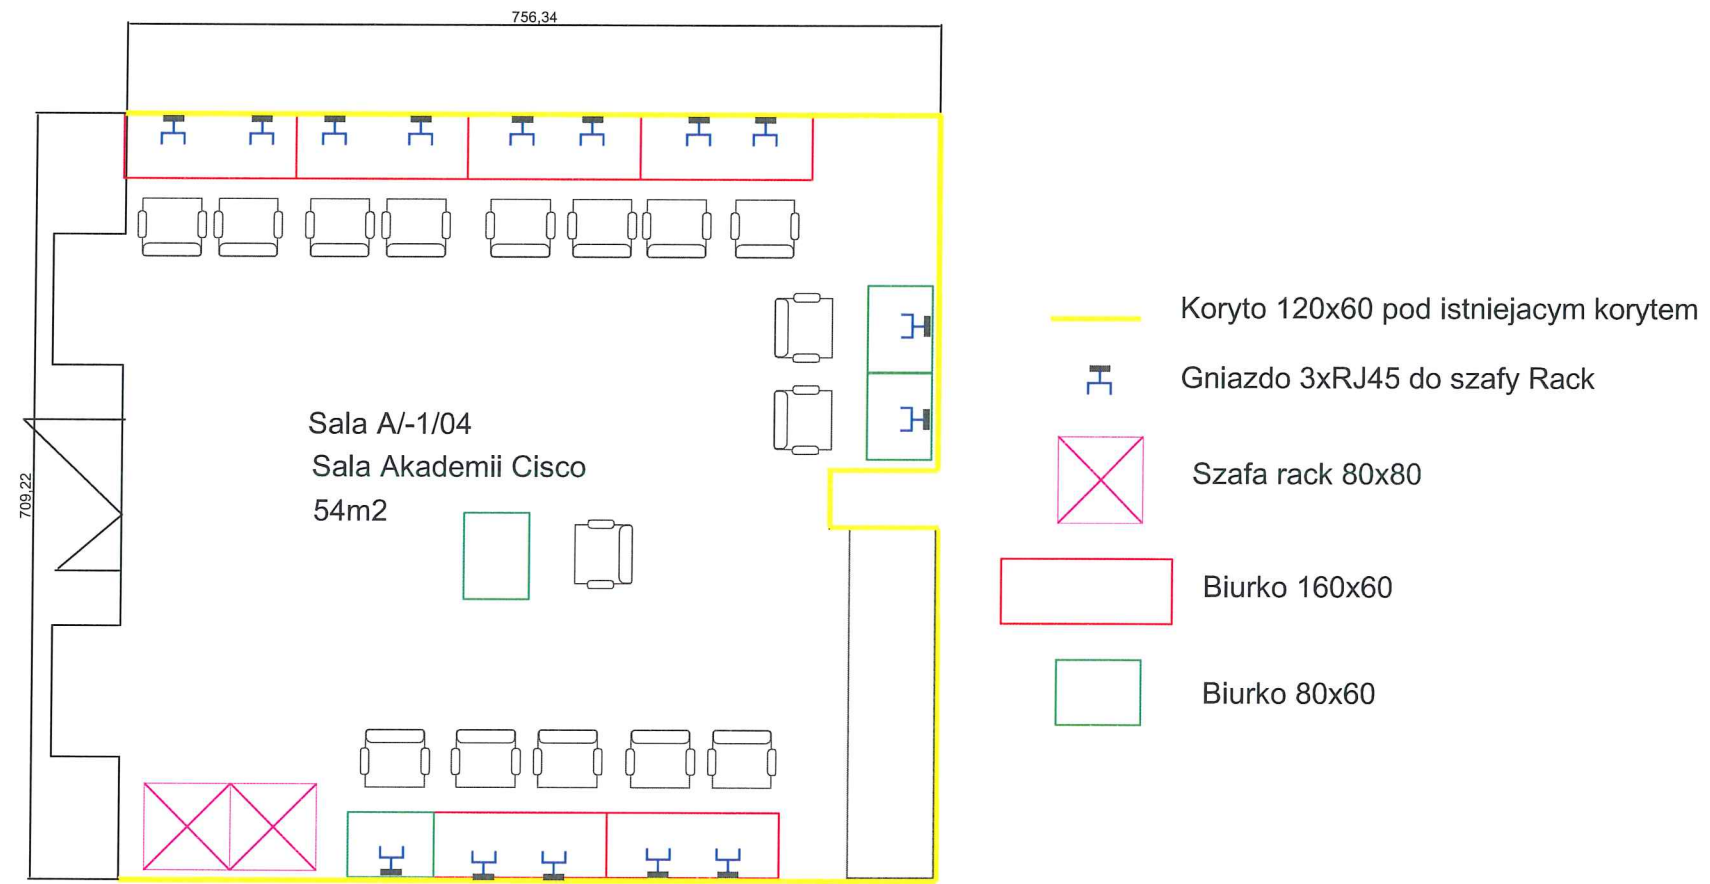 756,34
709,22
Sala A/-1/04
Sala Akademii Cisco
54m2
Koryto 120x60 pod istniejacym korytem
Gniazdo 3xRJ45 do szafy Rack
Szafa rack 80x80
Biurko 160x60
Biurko 80x60